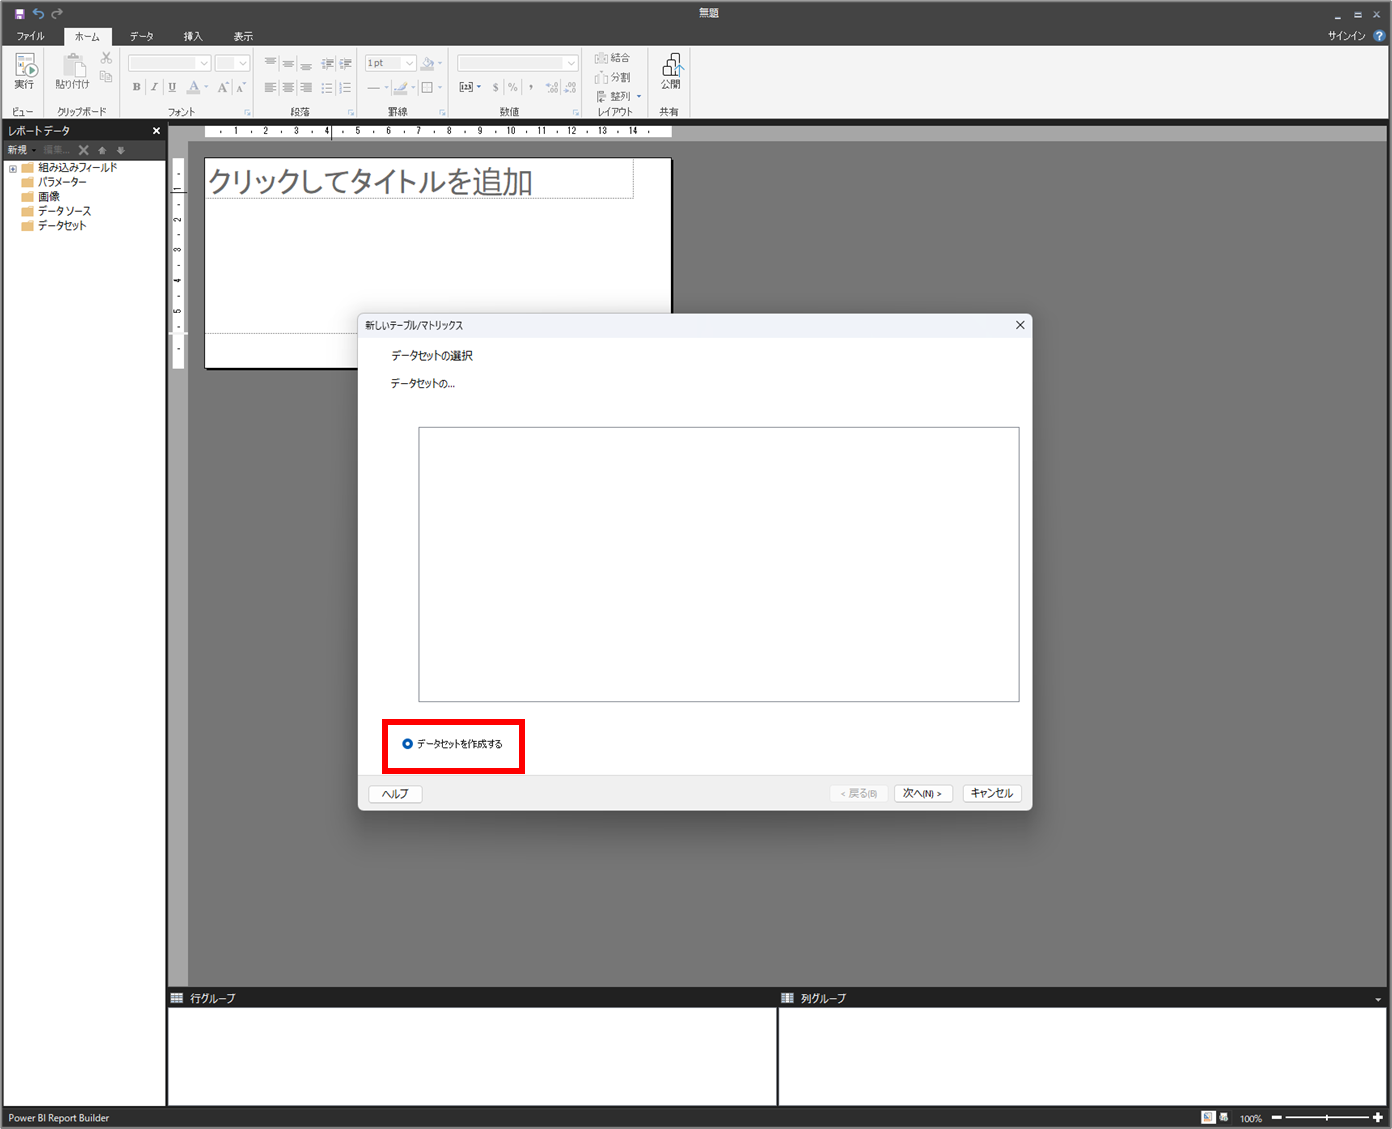 無題
ファイル ホーム データ 挿入 表示 サインイン ?
実行 貼り付け 1pt 結合 分割 整列 公開
B I U A A A $ % ,
ビュー クリップボード フォント 段落 罫線 数値 レイアウト 共有
レポート データ
新規 編集...
1 2 3 4 5 6 7 8 9 10 11 12 13 14
組み込みフィールド
パラメーター
画像
データ ソース
データセット
1
2
3
4
5
クリックしてタイトルを追加
新しいテーブル/マトリックス
データセットの選択
データセットの...
データセットを作成する
ヘルプ < 戻る(B) 次へ(N) > キャンセル
行グループ 列グループ
Power BI Report Builder 100%